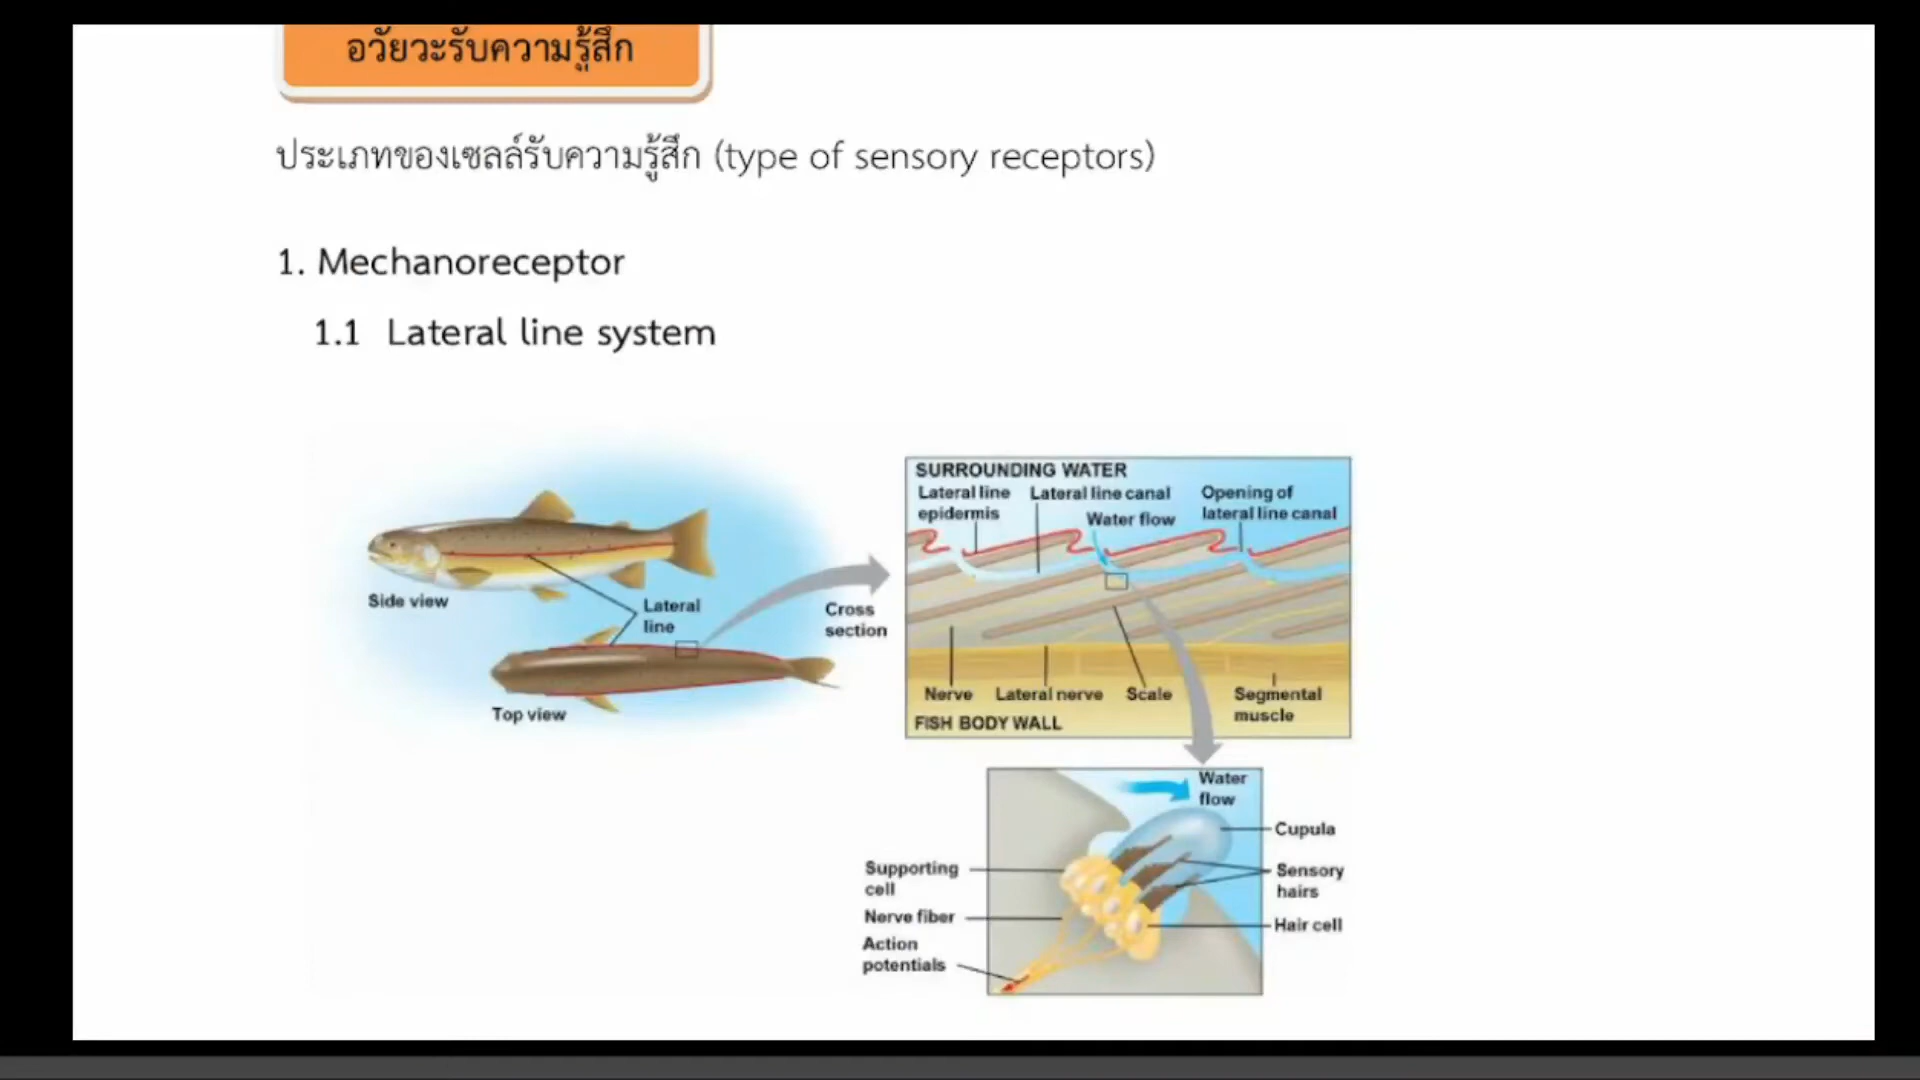 อวัยวะรับความรู้สึก
ประเภทของเซลล์รับความรู้สึก (type of sensory receptors)
1. Mechanoreceptor
1.1 Lateral line system
SURROUNDING WATER
Lateral line
epidermis
Lateral line canal
Water flow
Opening of
lateral line canal
Side view
Lateral
line
Cross
section
Top view
Nerve
Lateral nerve
Scale
Segmental
muscle
FISH BODY WALL
Water
flow
Cupula
Supporting
cell
Sensory
hairs
Nerve fiber
Hair cell
Action
potentials